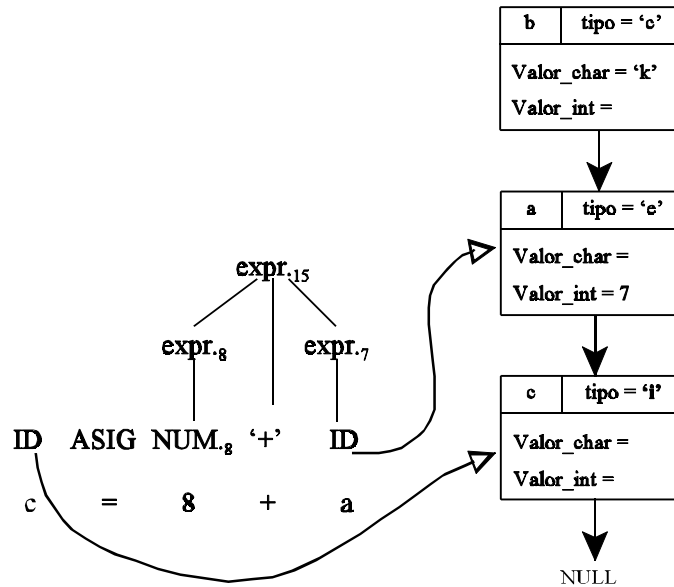 b tipo = ‘c’
Valor_char = ‘k’
Valor_int =
a tipo = ‘e’
Valor_char =
Valor_int = 7
expr.15
expr.8 expr.7
c tipo = ‘i’
Valor_char =
Valor_int =
ID ASIG NUM.8 ‘+’ ID
c = 8 + a
NULL